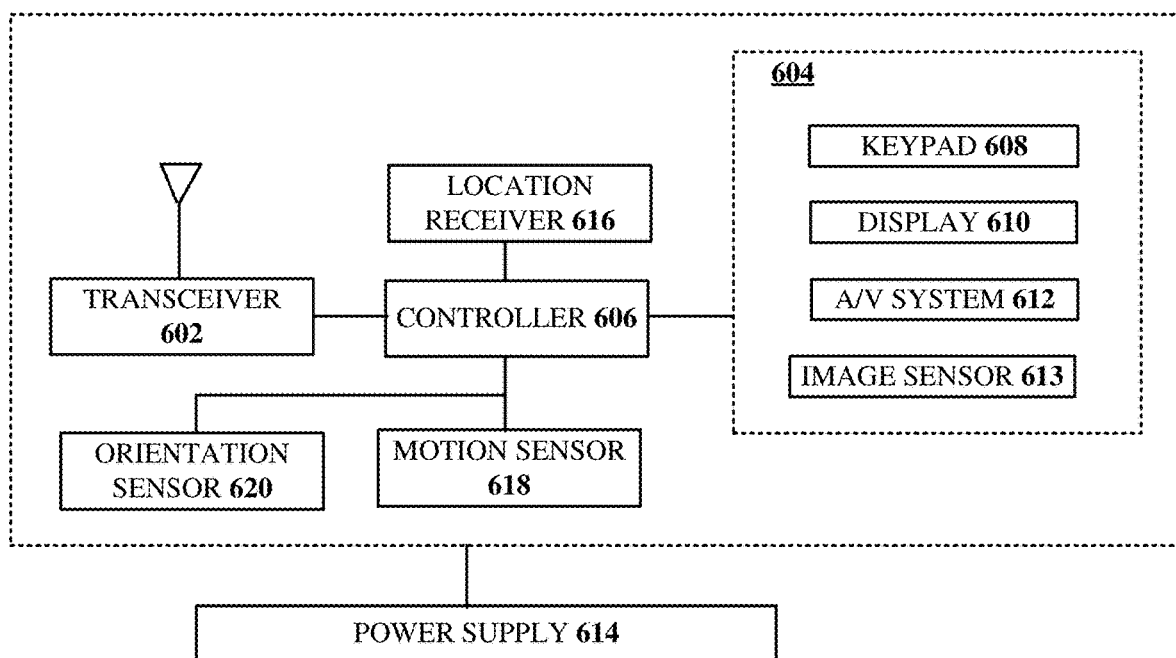 604
KEYPAD 608
LOCATION
RECEIVER 616
DISPLAY 610
TRANSCEIVER
602
CONTROLLER 606
A/V SYSTEM 612
IMAGE SENSOR 613
ORIENTATION
SENSOR 620
MOTION SENSOR
618
POWER SUPPLY 614